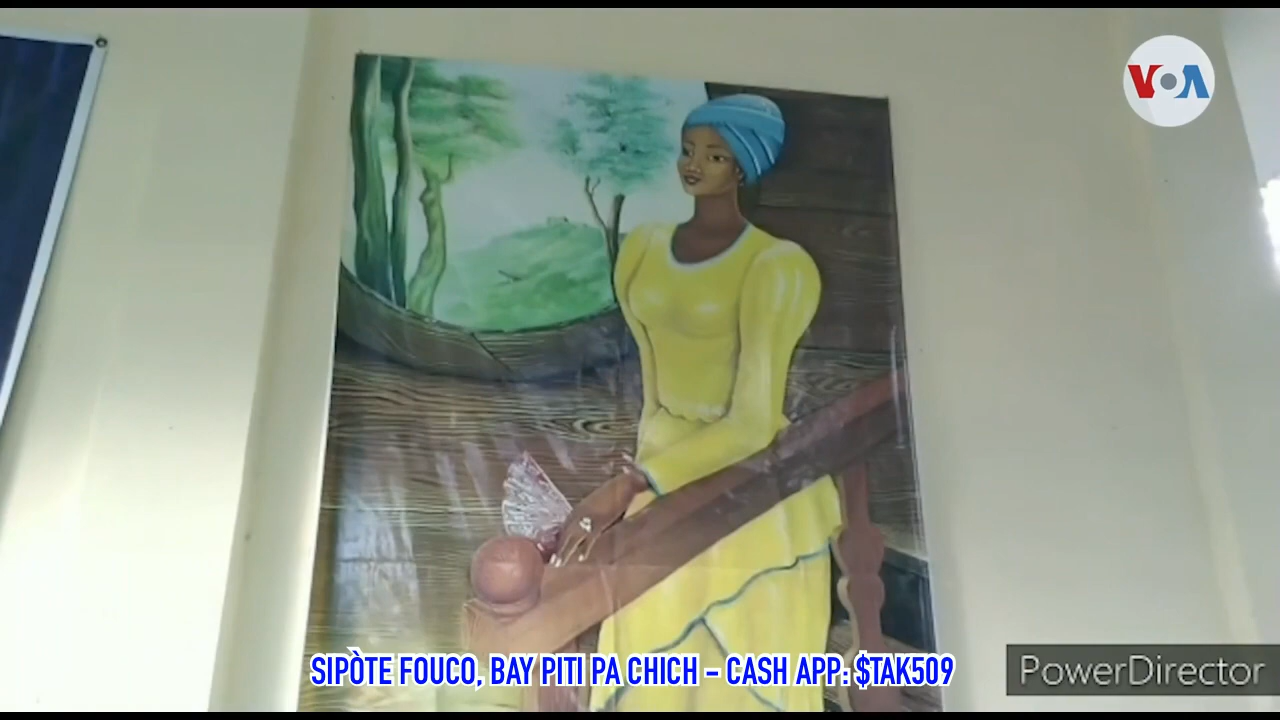 VOA
SIPÒTE FOUCO, BAY PITI PA CHICH – CASH APP: $TAK509
PowerDirector